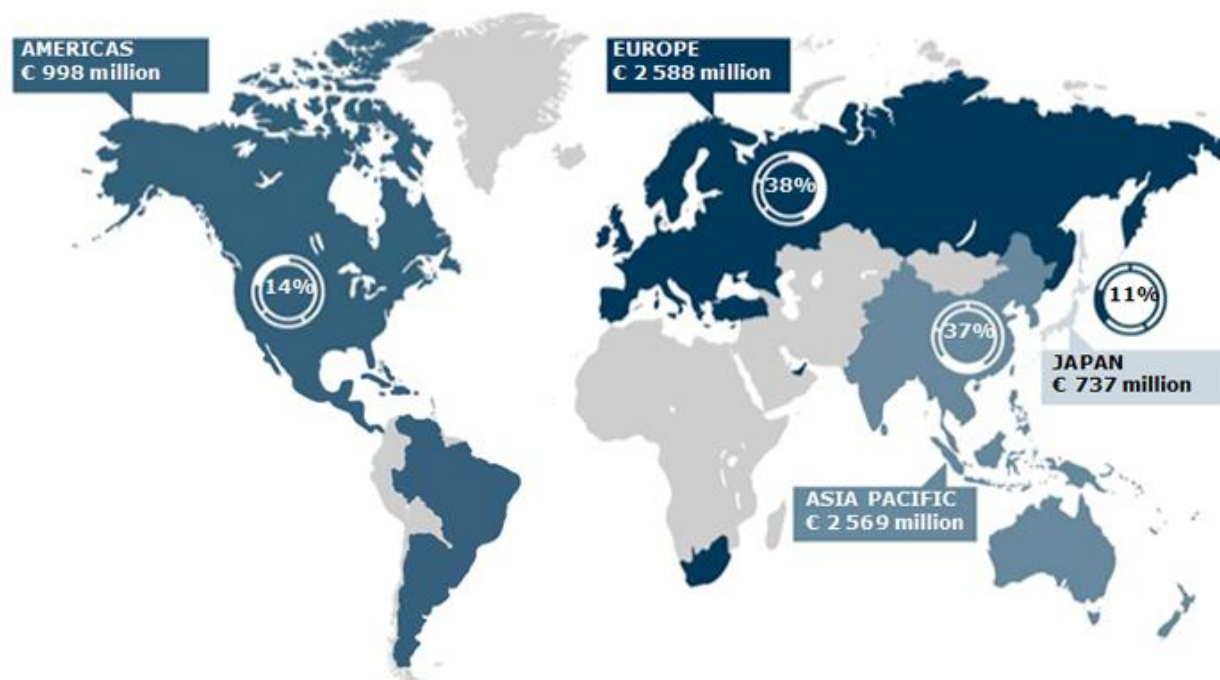 AMERICAS
€ 998 million
EUROPE
€ 2 588 million
38%
14%
11%
37%
JAPAN
€ 737 million
ASIA PACIFIC
€ 2 569 million